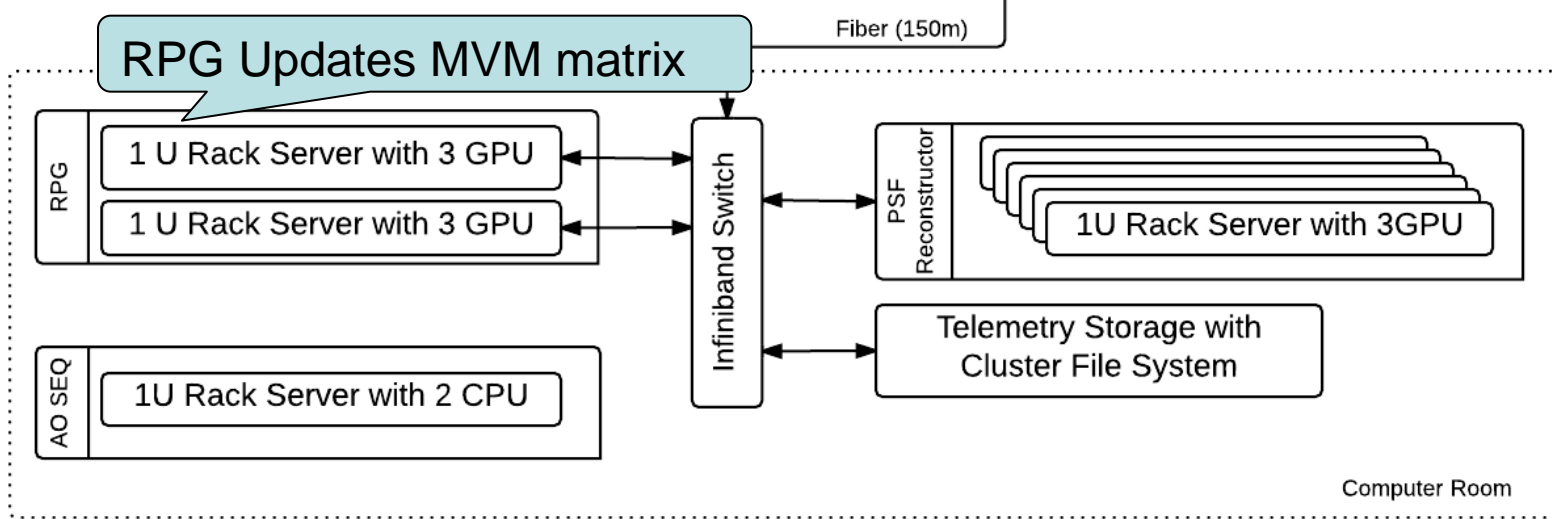 Fiber (150m)
RPG Updates MVM matrix
RPG
1 U Rack Server with 3 GPU
1 U Rack Server with 3 GPU
AO SEQ
1U Rack Server with 2 CPU
Infiniband Switch
PSF
Reconstructor
1U Rack Server with 3GPU
Telemetry Storage with
Cluster File System
Computer Room